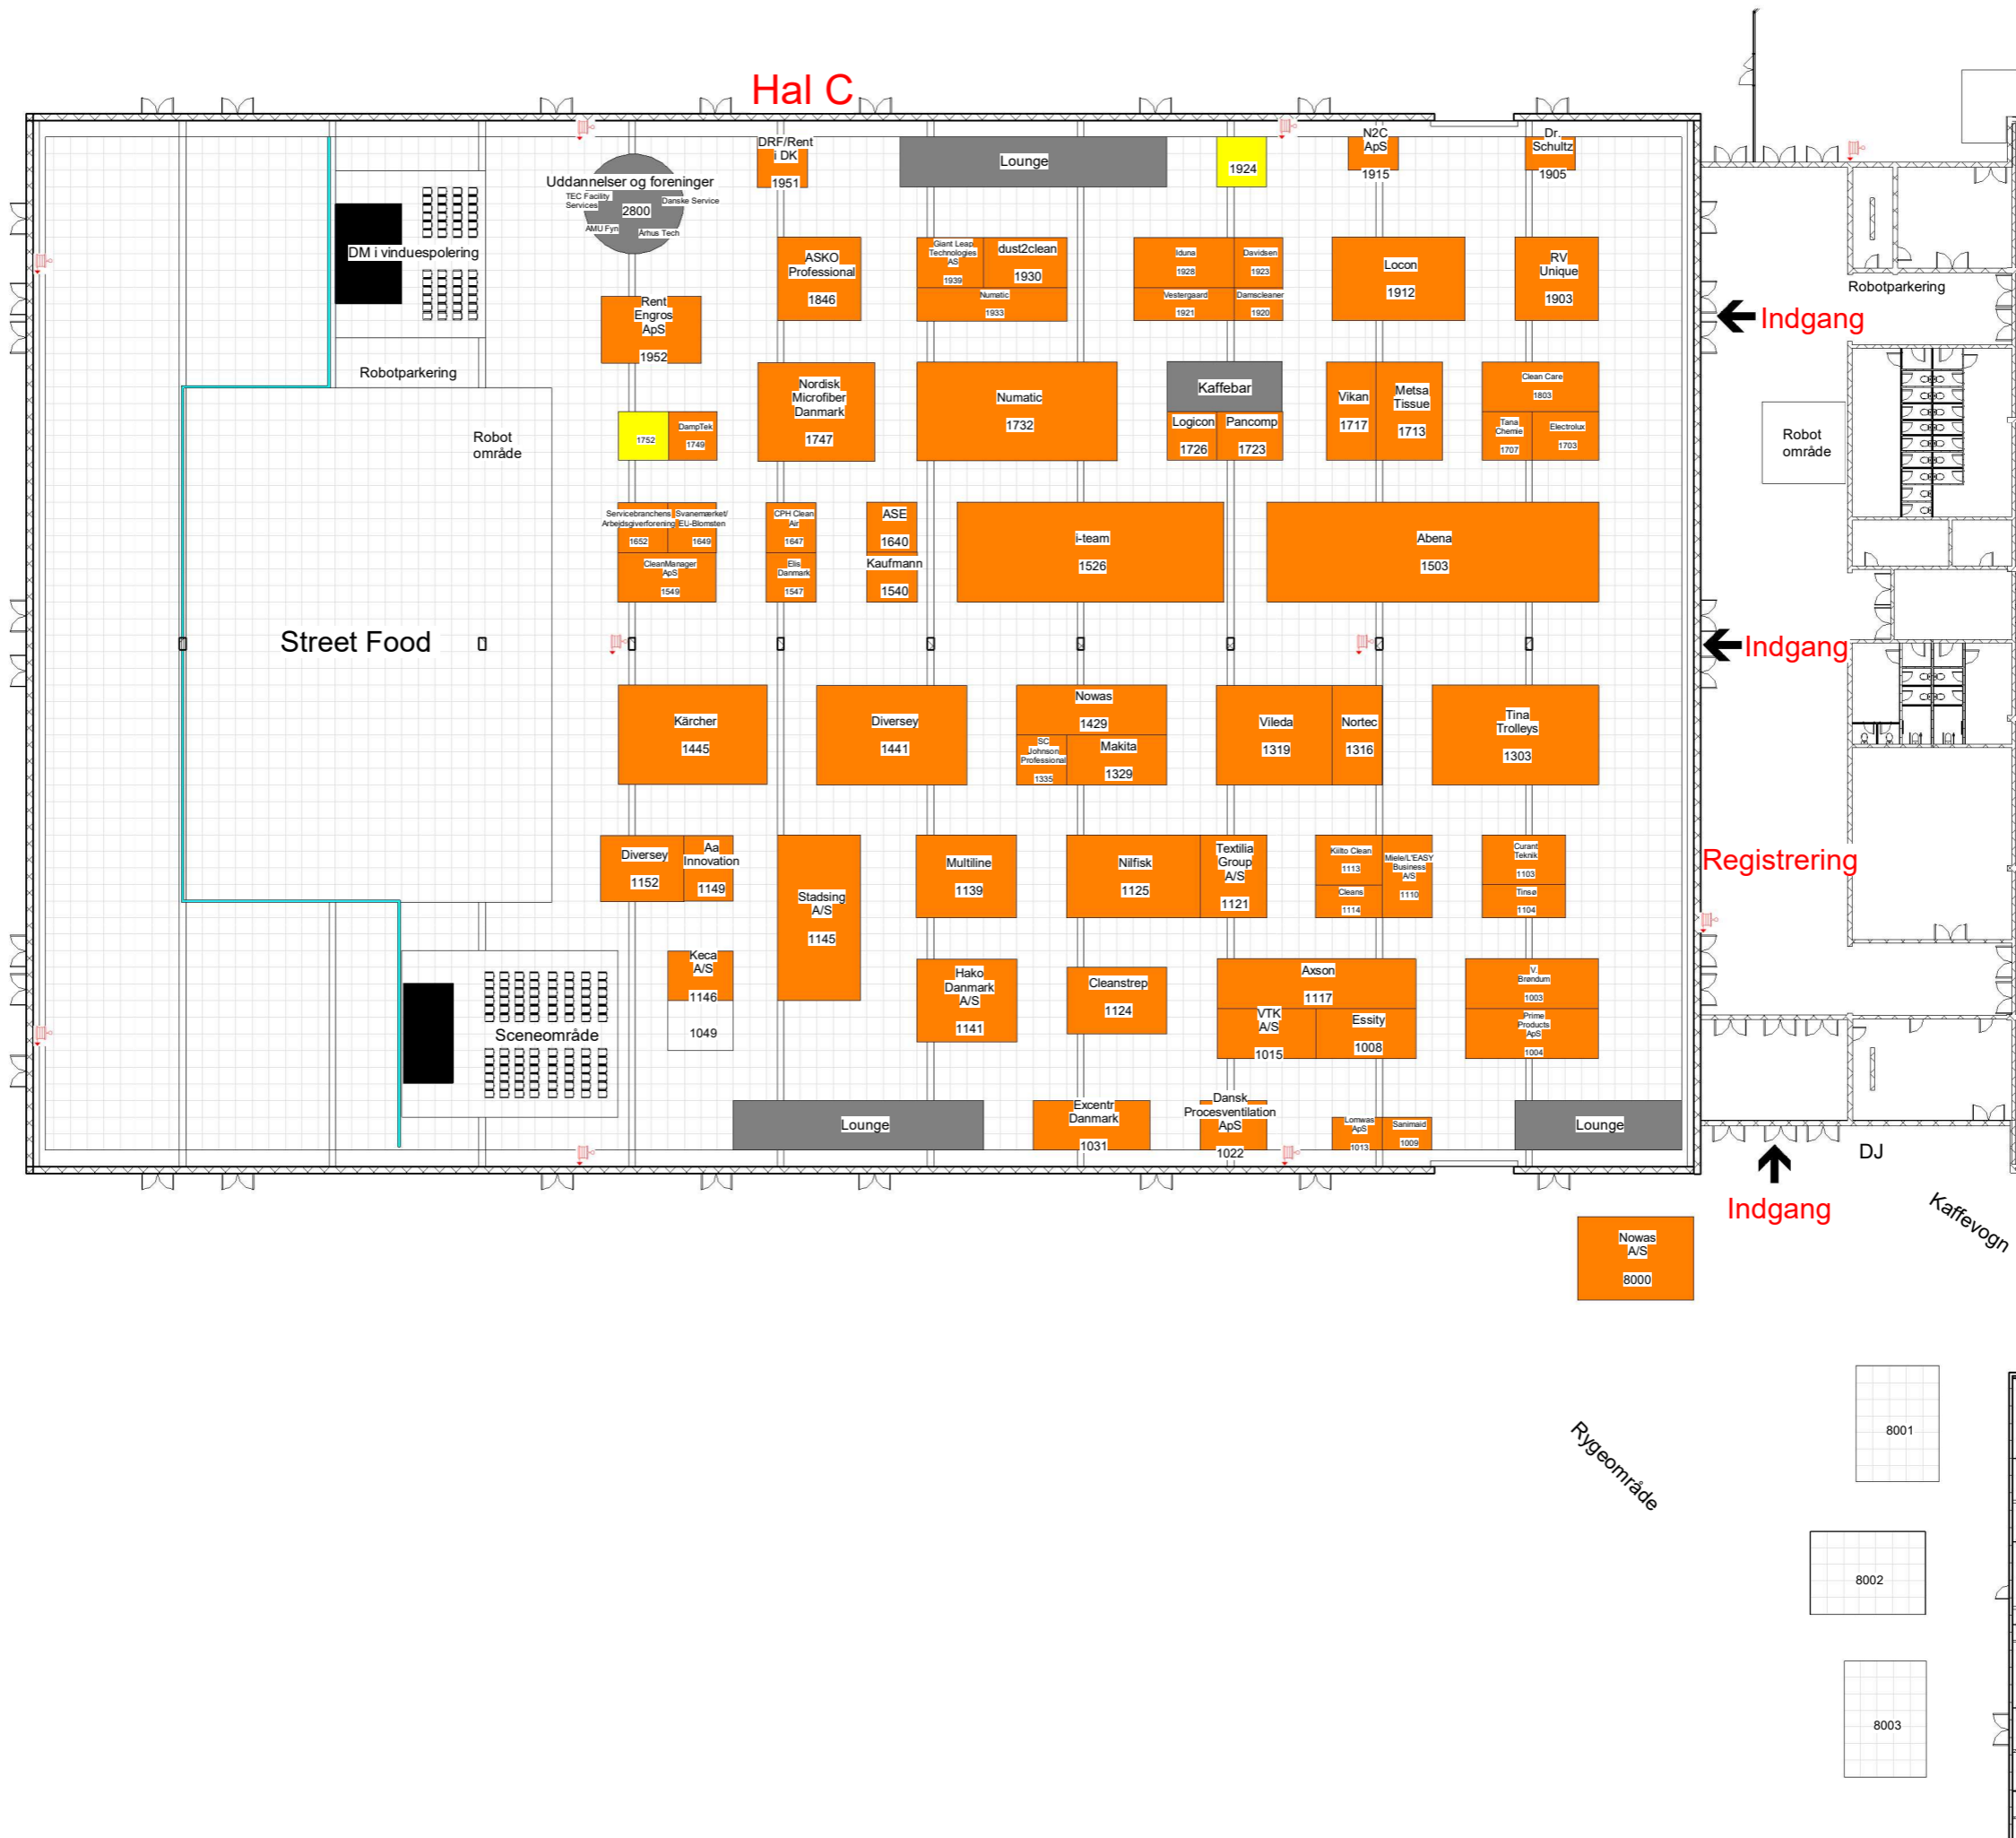 Hal C
DRF/Rent
i DK
1951
Lounge
1924
N2C
ApS
1915
Dr.
Schultz
1905
Uddannelser og foreninger
TEC Facility
Services
Danske Service
2800
AMU Fyn
Århus Tech
DM i vinduespolering
ASKO
Professional
1846
Giant Leap
Technologies
AS
1939
dust2clean
1930
Numatic
1933
Iduna
1928
Davidsen
1923
Vestergaard
1921
Damscleaner
1920
Locon
1912
RV
Unique
1903
Robotparkering
Indgang
Rent
Engros
ApS
1952
Robotparkering
Nordisk
Microfiber
Danmark
1747
Numatic
1732
Kaffebar
Logicon
1726
Pancomp
1723
Vikan
1717
Metsa
Tissue
1713
Clean Care
1803
Tana
Chemie
1707
Electrolux
1703
Robot
område
1752
DampTek
1749
Robot
område
Servicebranchens
Arbejdsgiverforening
1652
Svanemærket/
EU-Blomsten
1649
CleanManager
ApS
1549
CPH Clean
Air
1647
Elis
Danmark
1547
ASE
1640
Kaufmann
1540
i-team
1526
Abena
1503
Street Food
Indgang
Kärcher
1445
Diversey
1441
Nowas
1429
SC
Johnson
Professional
1335
Makita
1329
Vileda
1319
Nortec
1316
Tina
Trolleys
1303
Diversey
1152
Aa
Innovation
1149
Stadsing
A/S
1145
Multiline
1139
Nilfisk
1125
Textilia
Group
A/S
1121
Kiilto Clean
1113
Cleans
1114
Miele/L'EASY
Business
A/S
1110
Curant
Teknik
1103
Tinsø
1104
Registrering
Keca
A/S
1146
1049
Hako
Danmark
A/S
1141
Cleanstrep
1124
Axson
1117
VTK
A/S
1015
Essity
1008
V.
Brøndum
1003
Prime
Products
ApS
1004
Sceneområde
Lounge
Excentr
Danmark
1031
Dansk
Procesventilation
ApS
1022
Lomwas
ApS
1013
Sanimaid
1009
Lounge
DJ
Indgang
Kaffevogn
Nowas
A/S
8000
8001
Rygeområde
8002
8003